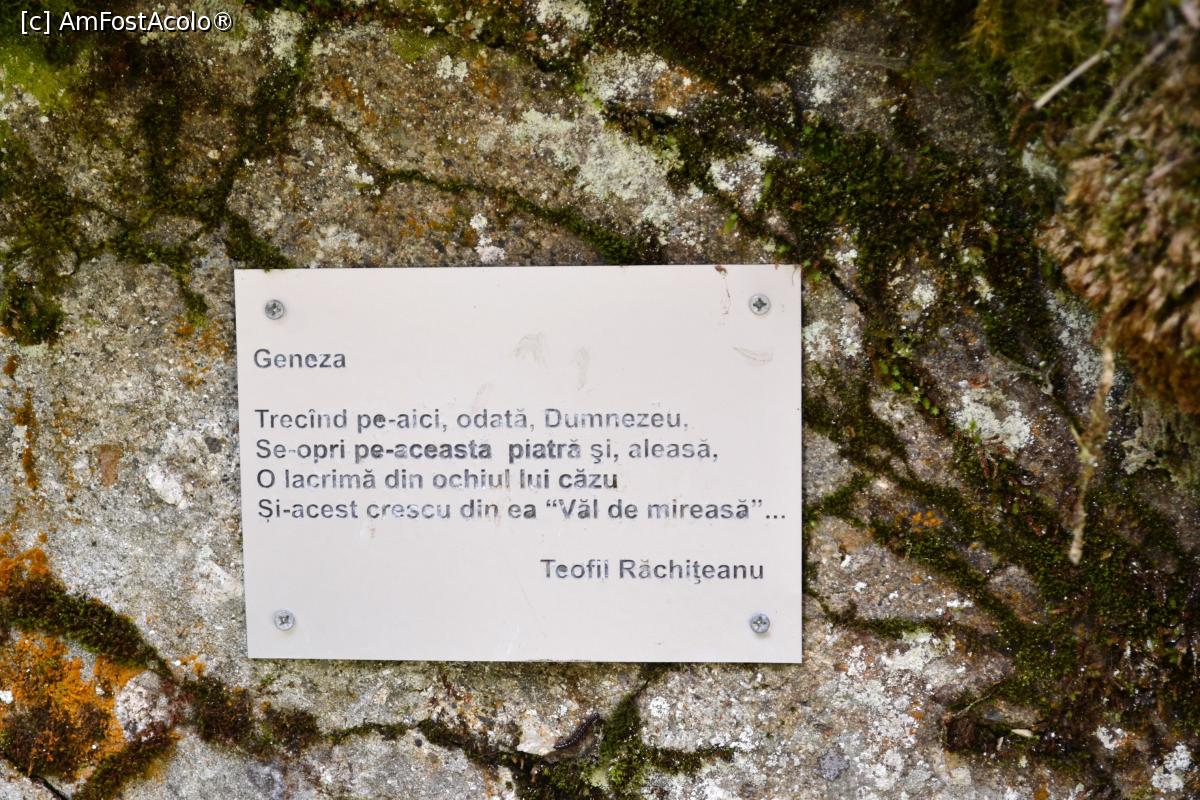 [c] AmFostAcolo®
Geneza
Trecînd pe-aici, odată, Dumnezeu,
Se-opri pe-această piatră şi, aleasă,
O lacrimă din ochiul lui căzu
Și-acest crescu din ea “Văl de mireasă”...
Teofil Răchiţeanu